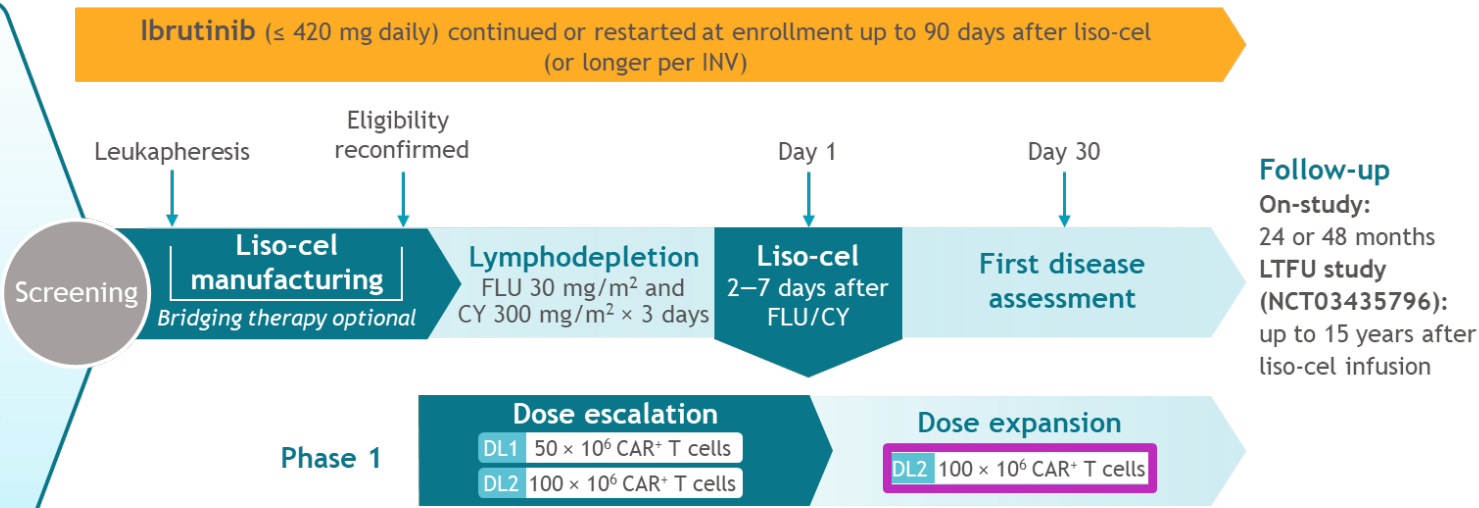 Ibrutinib (≤ 420 mg daily) continued or restarted at enrollment up to 90 days after liso-cel
(or longer per INV)
Leukapheresis
Eligibility
reconfirmed
Day 1
Day 30
Screening
Liso-cel
manufacturing
Bridging therapy optional
Lymphodepletion
FLU 30 mg/m² and
CY 300 mg/m² × 3 days
Liso-cel
2—7 days after
FLU/CY
First disease
assessment
Follow-up
On-study:
24 or 48 months
LTFU study
(NCT03435796):
up to 15 years after
liso-cel infusion
Phase 1
Dose escalation
DL1 50 × 10⁶ CAR⁺ T cells
DL2 100 × 10⁶ CAR⁺ T cells
Dose expansion
DL2 100 × 10⁶ CAR⁺ T cells